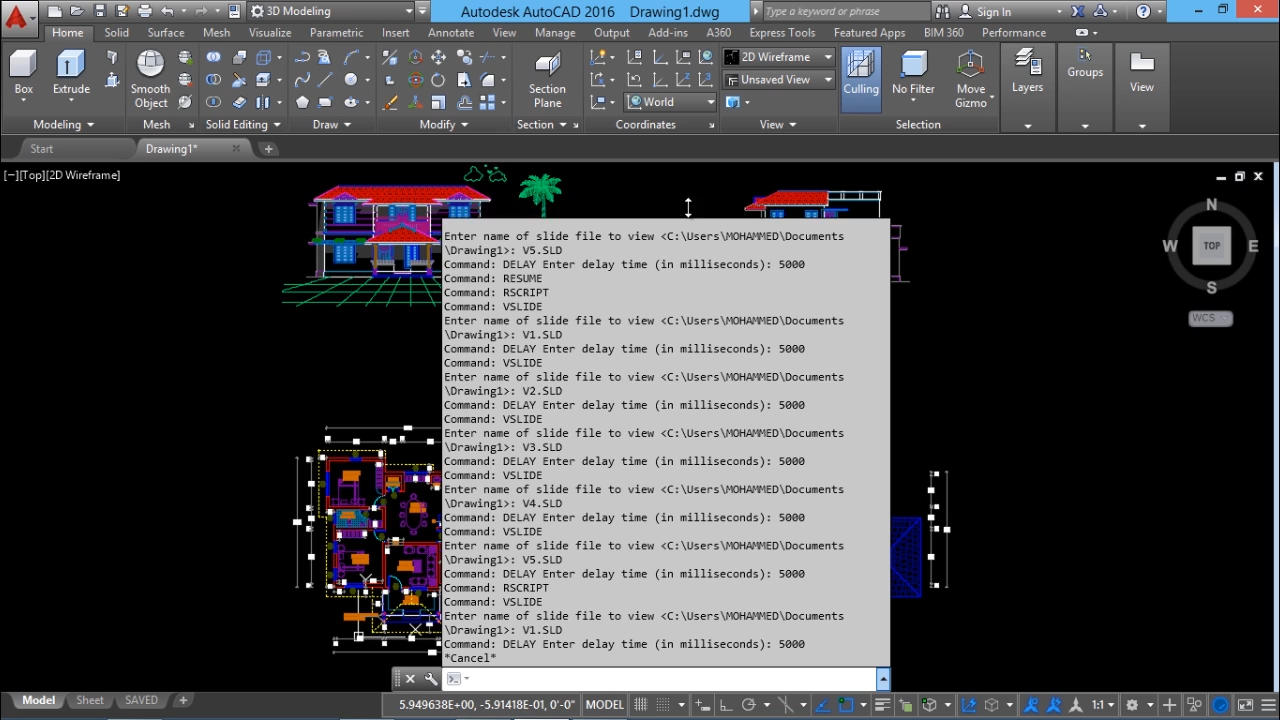 3D Modeling
Autodesk AutoCAD 2016 Drawing1.dwg
Type a keyword or phrase
Sign In
Home Solid Surface Mesh Visualize Parametric Insert Annotate View Manage Output Add-ins A360 Express Tools Featured Apps BIM 360 Performance
Box
Extrude
Smooth
Object
Section
Plane
World
2D Wireframe
Unsaved View
Culling
No Filter
Move
Gizmo
Layers
Groups
View
Modeling Mesh Solid Editing Draw Modify Section Coordinates View Selection
Start Drawing1*
[−][Top][2D Wireframe]
N
W TOP E
S
WCS
Enter name of slide file to view <C:\Users\MOHAMMED\Documents
\Drawing1>: V5.SLD
Command: DELAY Enter delay time (in milliseconds): 5000
Command: RESUME
Command: RSCRIPT
Command: VSLIDE
Enter name of slide file to view <C:\Users\MOHAMMED\Documents
\Drawing1>: V1.SLD
Command: DELAY Enter delay time (in milliseconds): 5000
Command: VSLIDE
Enter name of slide file to view <C:\Users\MOHAMMED\Documents
\Drawing1>: V2.SLD
Command: DELAY Enter delay time (in milliseconds): 5000
Command: VSLIDE
Enter name of slide file to view <C:\Users\MOHAMMED\Documents
\Drawing1>: V3.SLD
Command: DELAY Enter delay time (in milliseconds): 5000
Command: VSLIDE
Enter name of slide file to view <C:\Users\MOHAMMED\Documents
\Drawing1>: V4.SLD
Command: DELAY Enter delay time (in milliseconds): 5000
Command: VSLIDE
Enter name of slide file to view <C:\Users\MOHAMMED\Documents
\Drawing1>: V5.SLD
Command: DELAY Enter delay time (in milliseconds): 5000
Command: RSCRIPT
Command: VSLIDE
Enter name of slide file to view <C:\Users\MOHAMMED\Documents
\Drawing1>: V1.SLD
Command: DELAY Enter delay time (in milliseconds): 5000
*Cancel*
Model Sheet SAVED
5.949638E+00, -5.91418E-01, 0'-0" MODEL
1:1